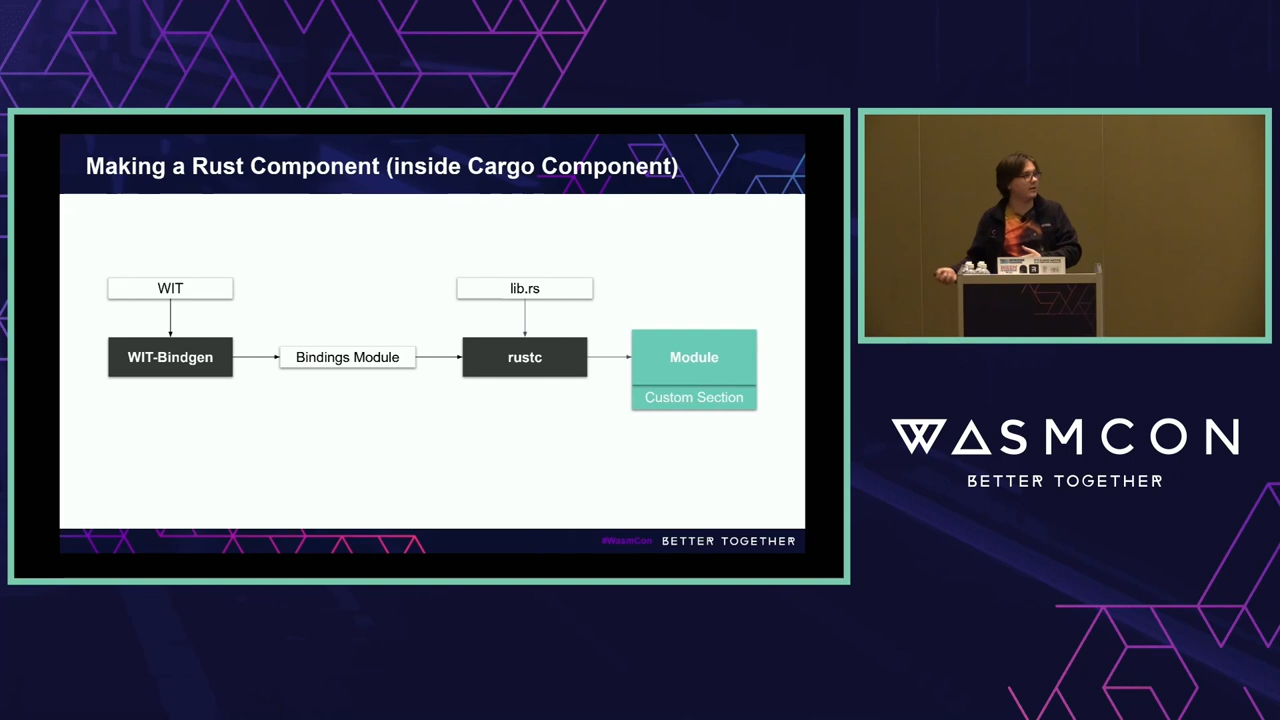 Making a Rust Component (inside Cargo Component)
WIT
lib.rs
WIT-Bindgen
Bindings Module
rustc
Module
Custom Section
#WasmCon
BETTER TOGETHER
WASMCON
BETTER TOGETHER